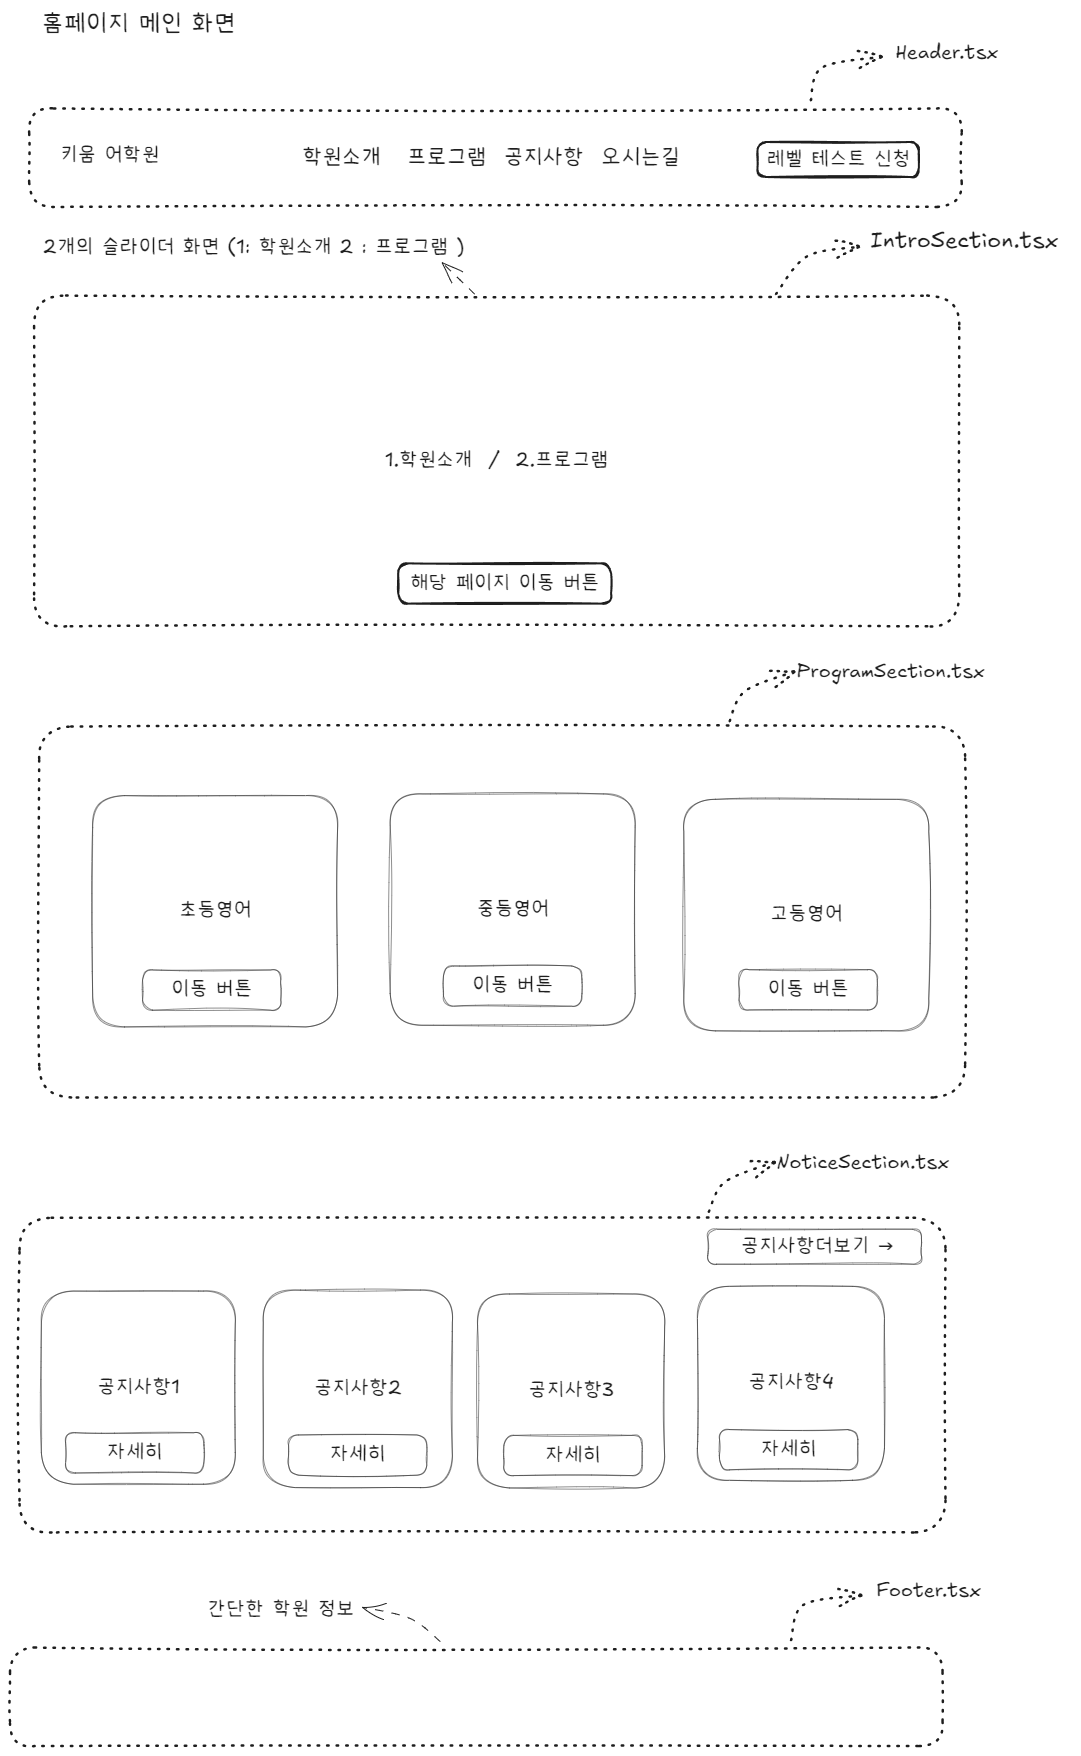 홈페이지 메인 화면
Header.tsx
키움 어학원
학원소개 프로그램 공지사항 오시는길
레벨 테스트 신청
2개의 슬라이더 화면 (1: 학원소개 2 : 프로그램 )
IntroSection.tsx
1.학원소개 / 2.프로그램
해당 페이지 이동 버튼
ProgramSection.tsx
초등영어
중등영어
고등영어
이동 버튼
이동 버튼
이동 버튼
NoticeSection.tsx
공지사항더보기 →
공지사항1
공지사항2
공지사항3
공지사항4
자세히
자세히
자세히
자세히
Footer.tsx
간단한 학원 정보